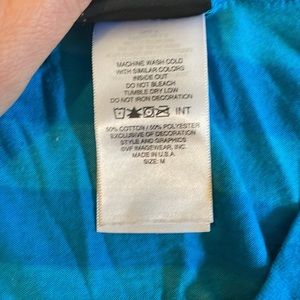 MACHINE WASH COLD
WITH SIMILAR COLORS
INSIDE OUT
DO NOT BLEACH
TUMBLE DRY LOW
DO NOT IRON DECORATION
INT
50% COTTON / 50% POLYESTER
EXCLUSIVE OF DECORATION
STYLE AND GRAPHICS
©VF IMAGEWEAR, INC.
MADE IN U.S.A.
SIZE: M